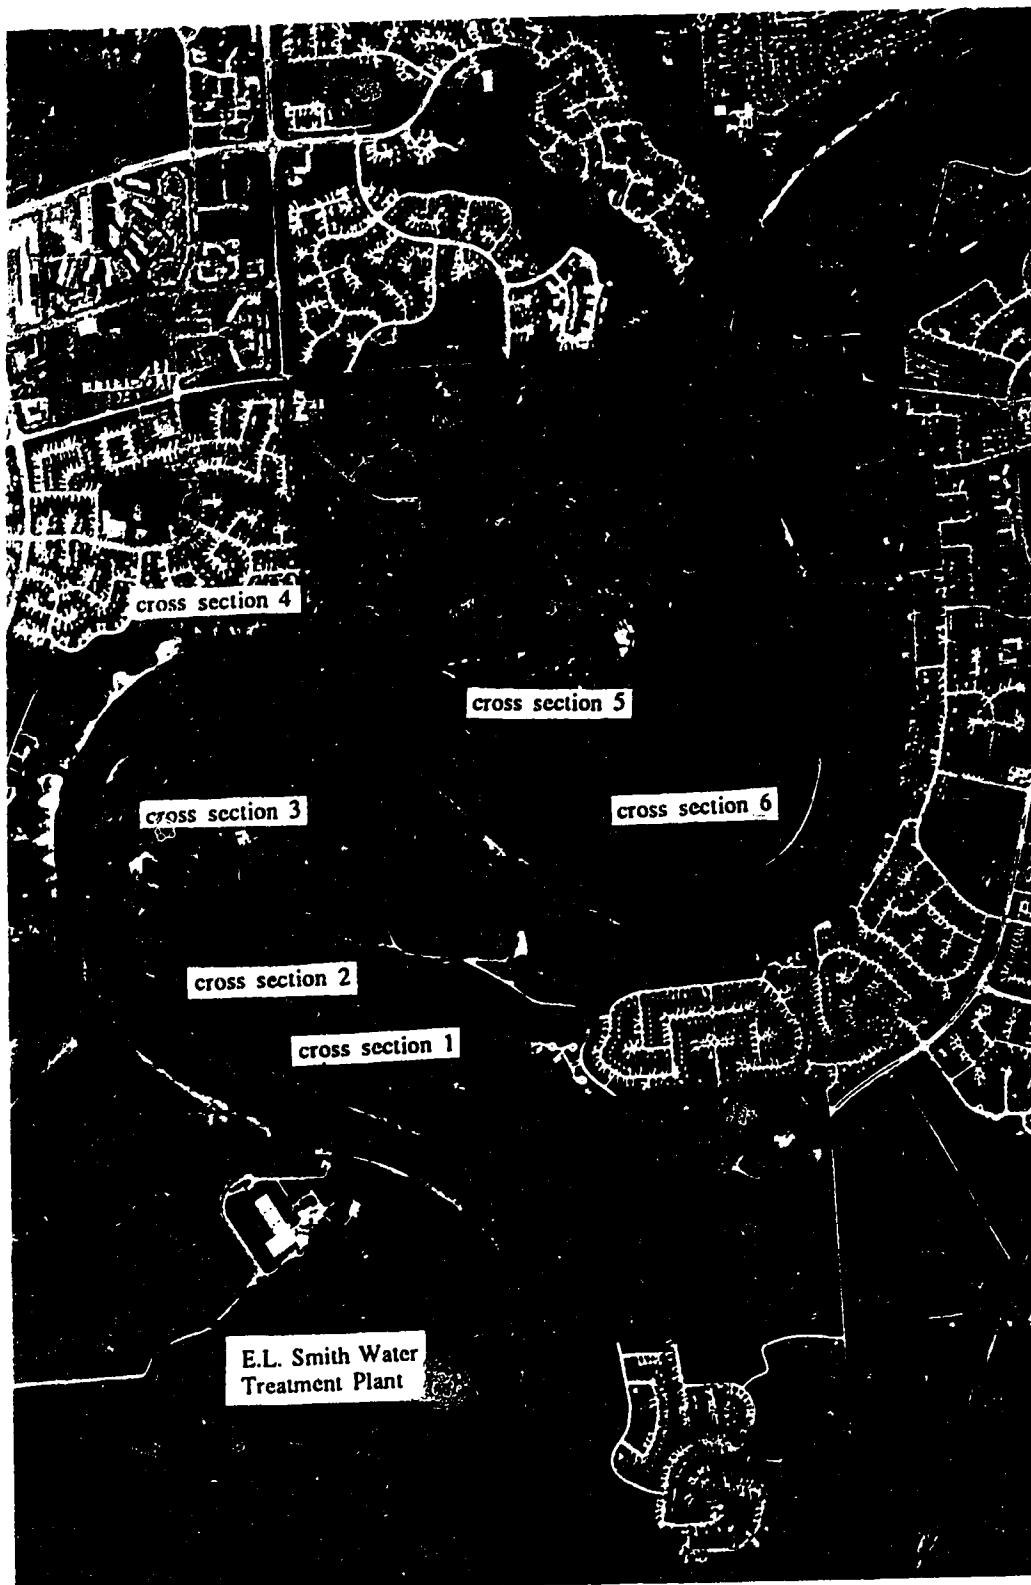 cross section 4
cross section 5
cross section 3
cross section 6
cross section 2
cross section 1
E.L. Smith Water
Treatment Plant